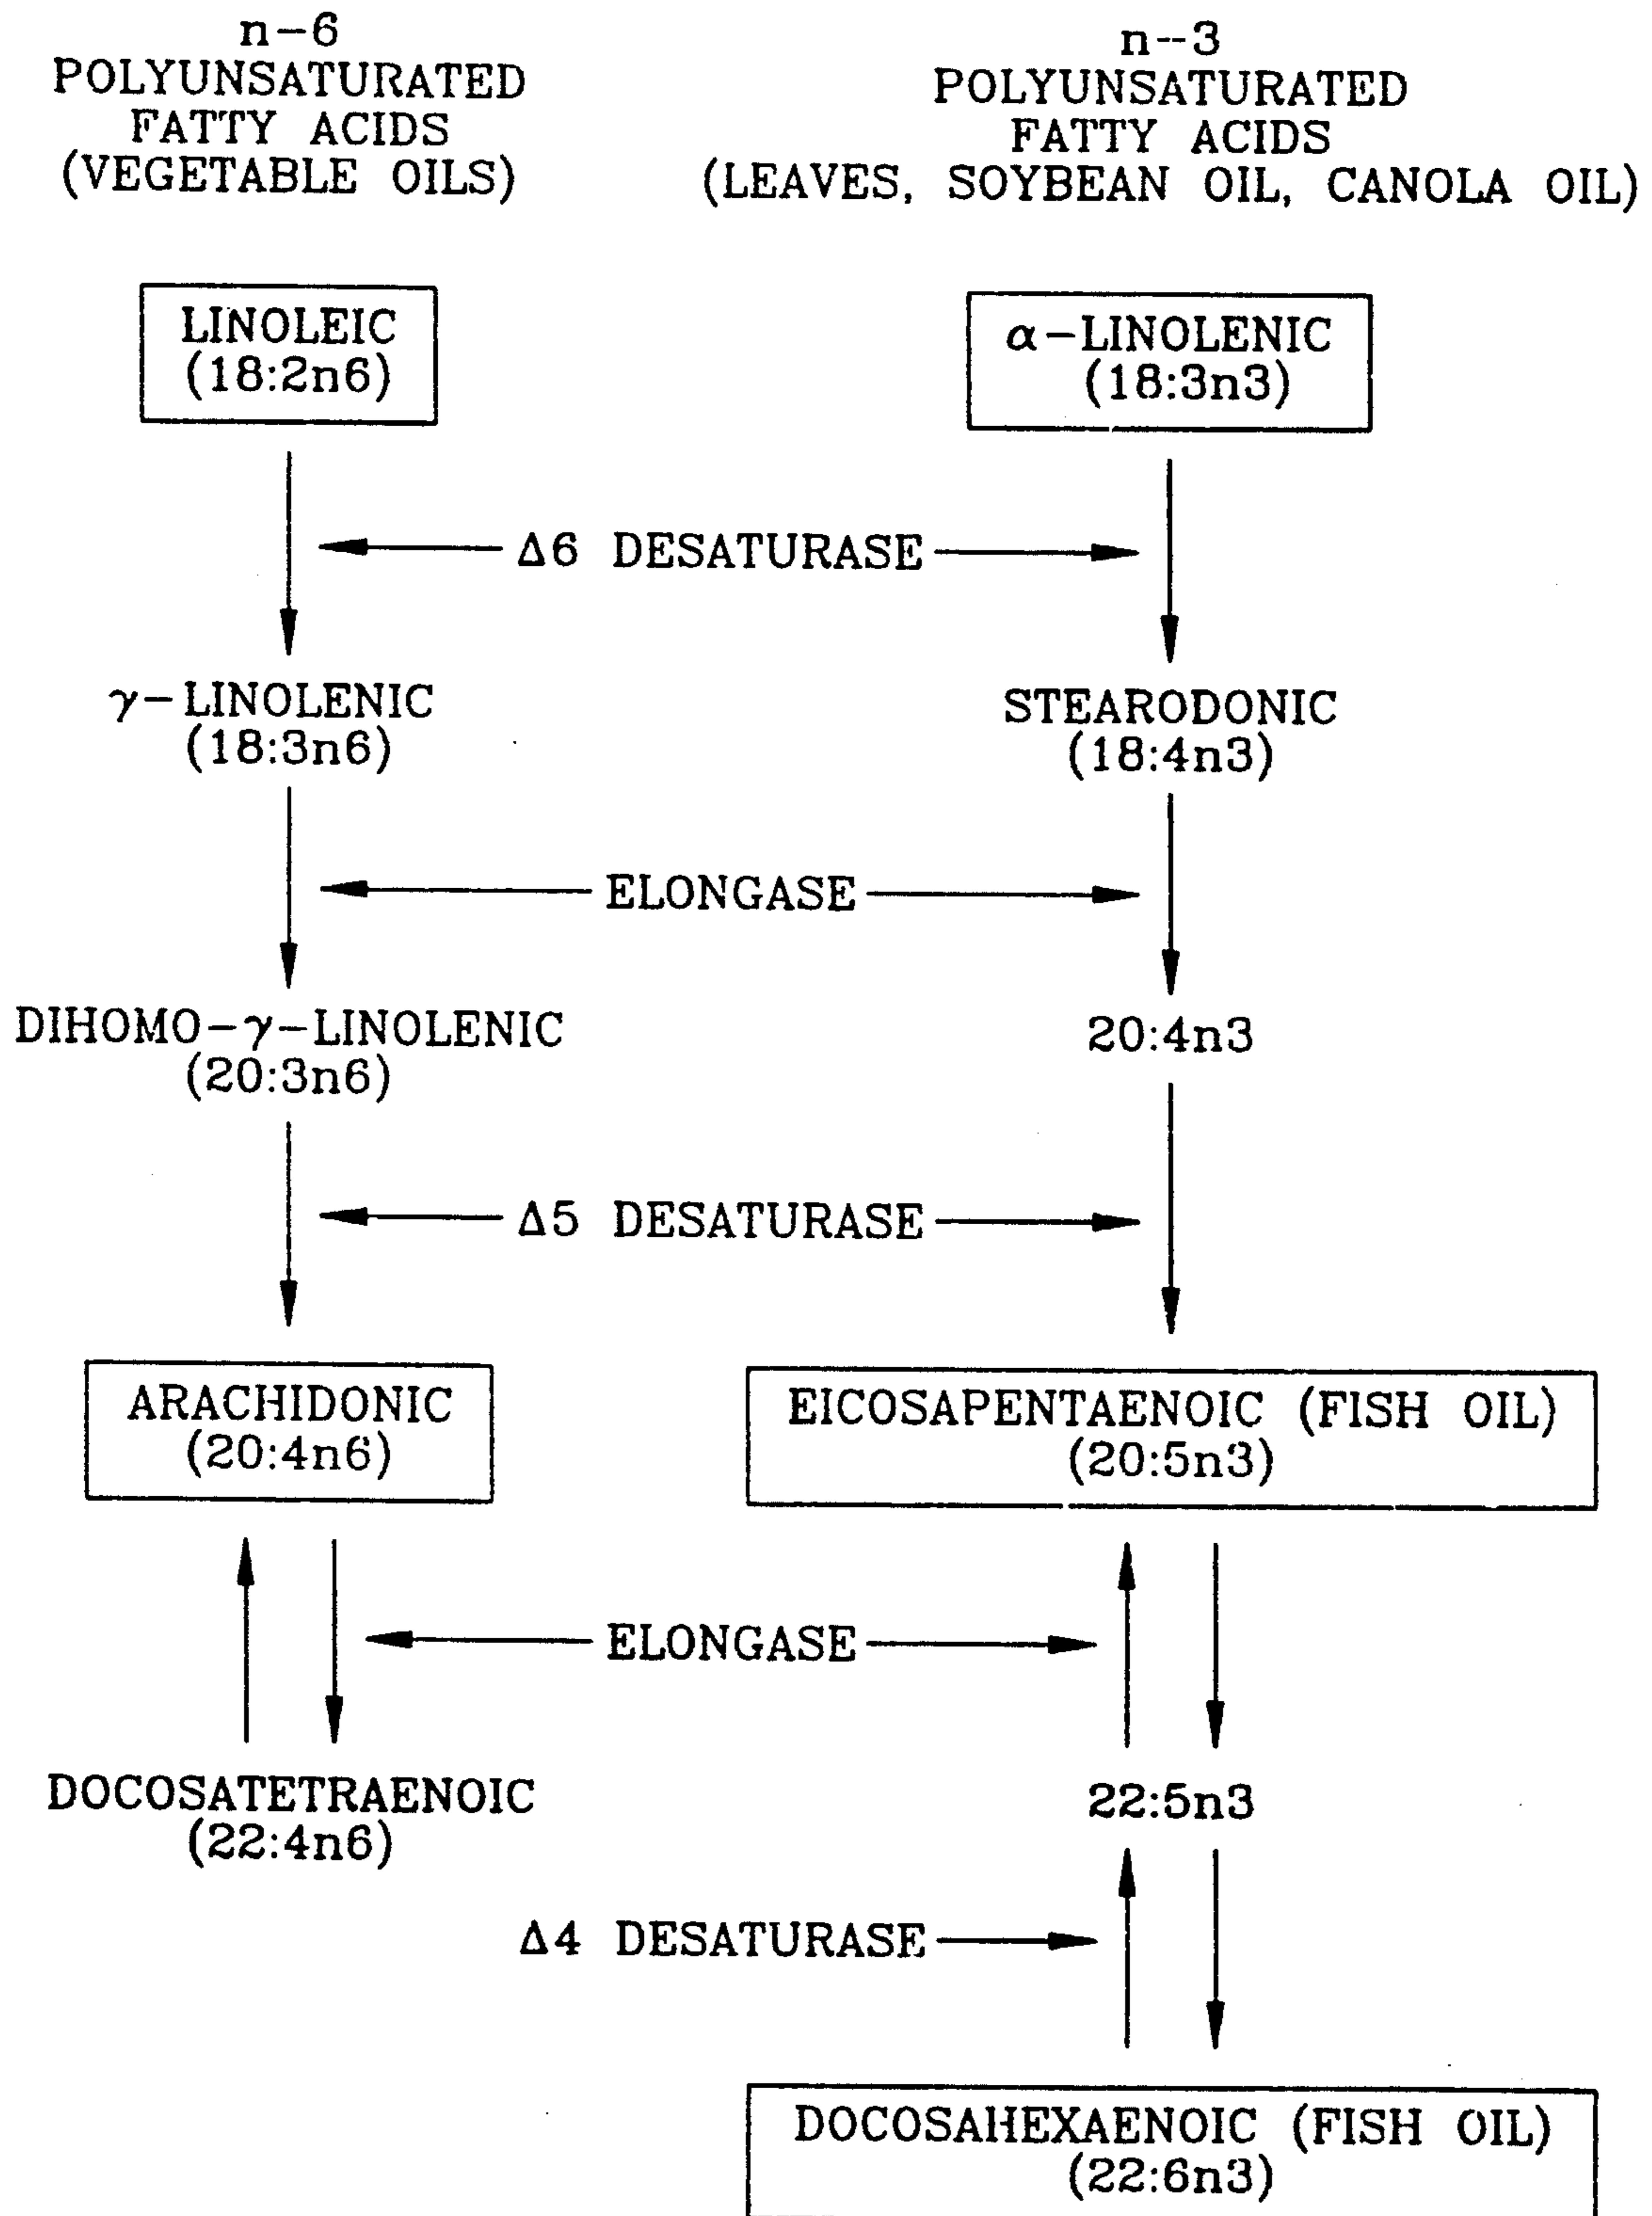 n-6
POLYUNSATURATED
FATTY ACIDS
(VEGETABLE OILS)
n--3
POLYUNSATURATED
FATTY ACIDS
(LEAVES, SOYBEAN OIL, CANOLA OIL)
LINOLEIC
(18:2n6)
α-LINOLENIC
(18:3n3)
Δ6 DESATURASE
γ-LINOLENIC
(18:3n6)
STEARODONIC
(18:4n3)
ELONGASE
DIHOMO-γ-LINOLENIC
(20:3n6)
20:4n3
Δ5 DESATURASE
ARACHIDONIC
(20:4n6)
EICOSAPENTAENOIC (FISH OIL)
(20:5n3)
ELONGASE
DOCOSATETRAENOIC
(22:4n6)
22:5n3
Δ4 DESATURASE
DOCOSAHEXAENOIC (FISH OIL)
(22:6n3)